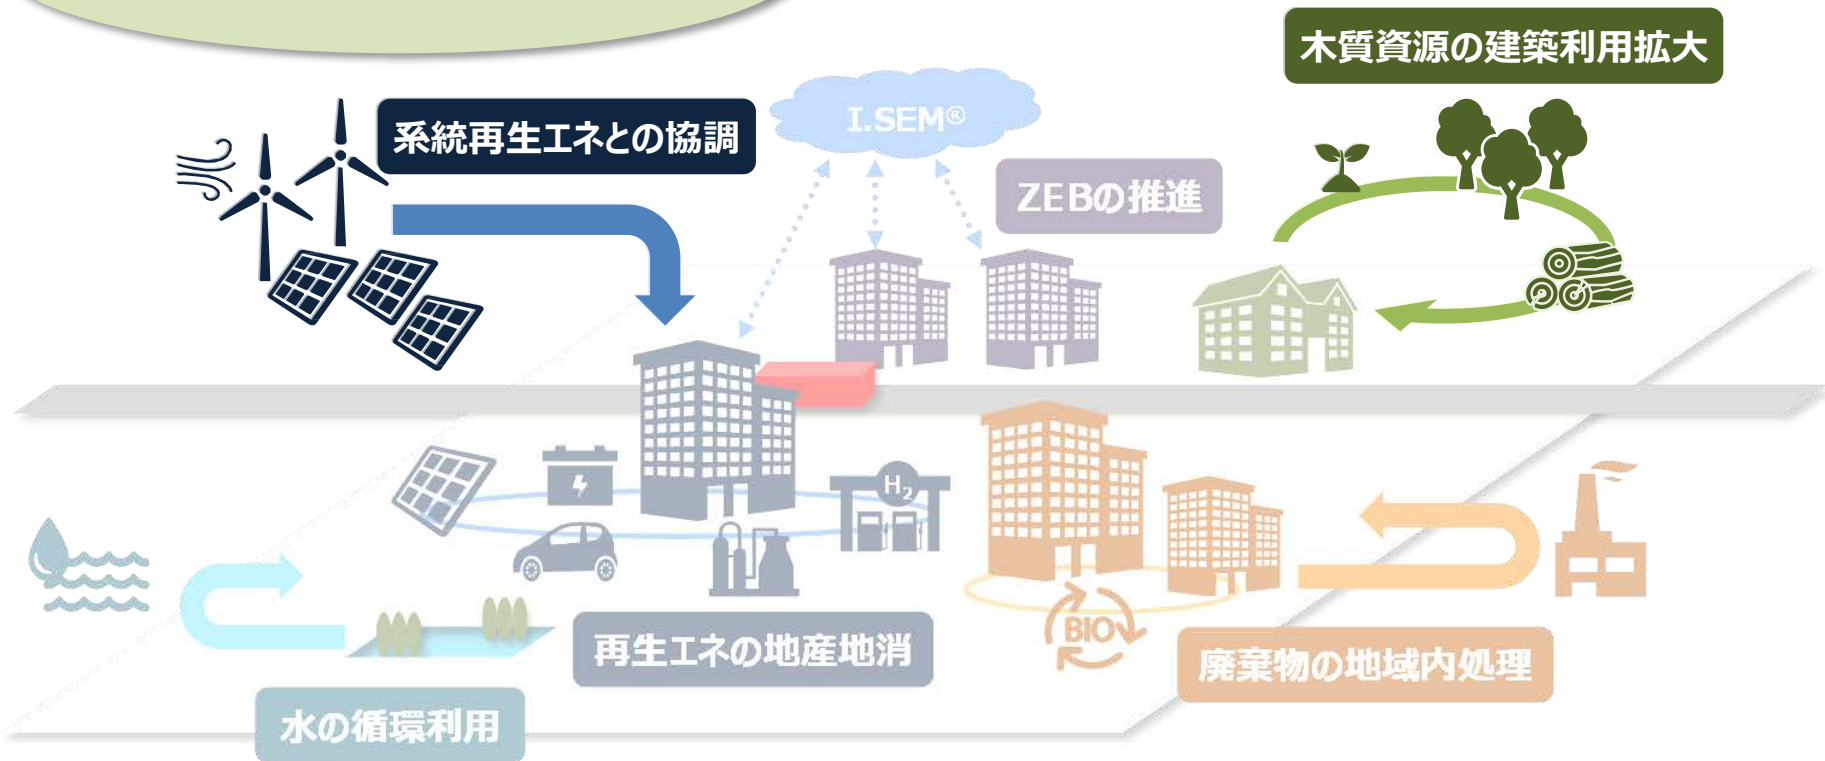 木質資源の建築利用拡大
系統再生エネとの協調
I.SEM®
ZEBの推進
H₂
BIO
再生エネの地産地消
廃棄物の地域内処理
水の循環利用